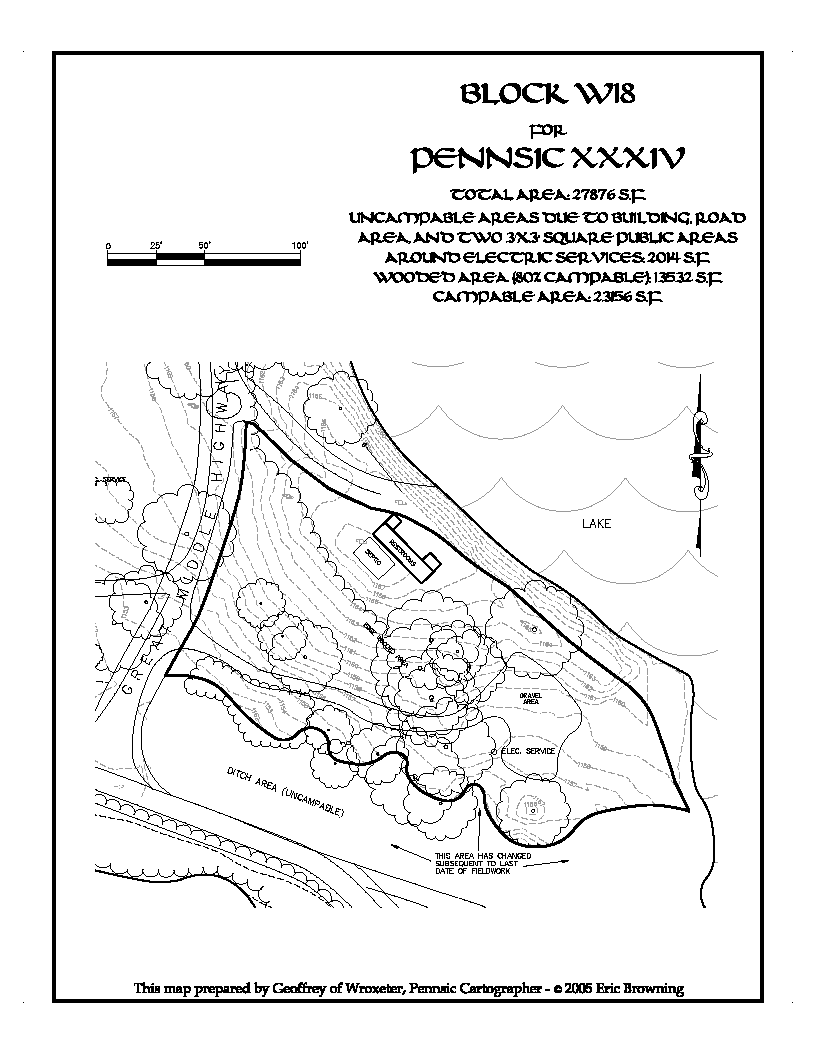 BLOCK W18
FOR
PENNSIC XXXIV
TOTAL AREA: 27876 S.F.
UNCAMPABLE AREAS DUE TO BUILDING, ROAD
AREA, AND TWO 3'X3' SQUARE PUBLIC AREAS
AROUND ELECTRIC SERVICES: 2014 S.F.
WOODED AREA (80% CAMPABLE): 13532 S.F.
CAMPABLE AREA: 23156 S.F.
0 25' 50' 100'
GREAT MIDDLE HIGHWAY
SERVICE
LAKE
RESTROOMS
SEPTIC
GRAVEL
AREA
ELEC. SERVICE
DITCH AREA (UNCAMPABLE)
THIS AREA HAS CHANGED
SUBSEQUENT TO LAST
DATE OF FIELDWORK
This map prepared by Geoffrey of Wroxeter, Pennsic Cartographer - © 2005 Eric Browning